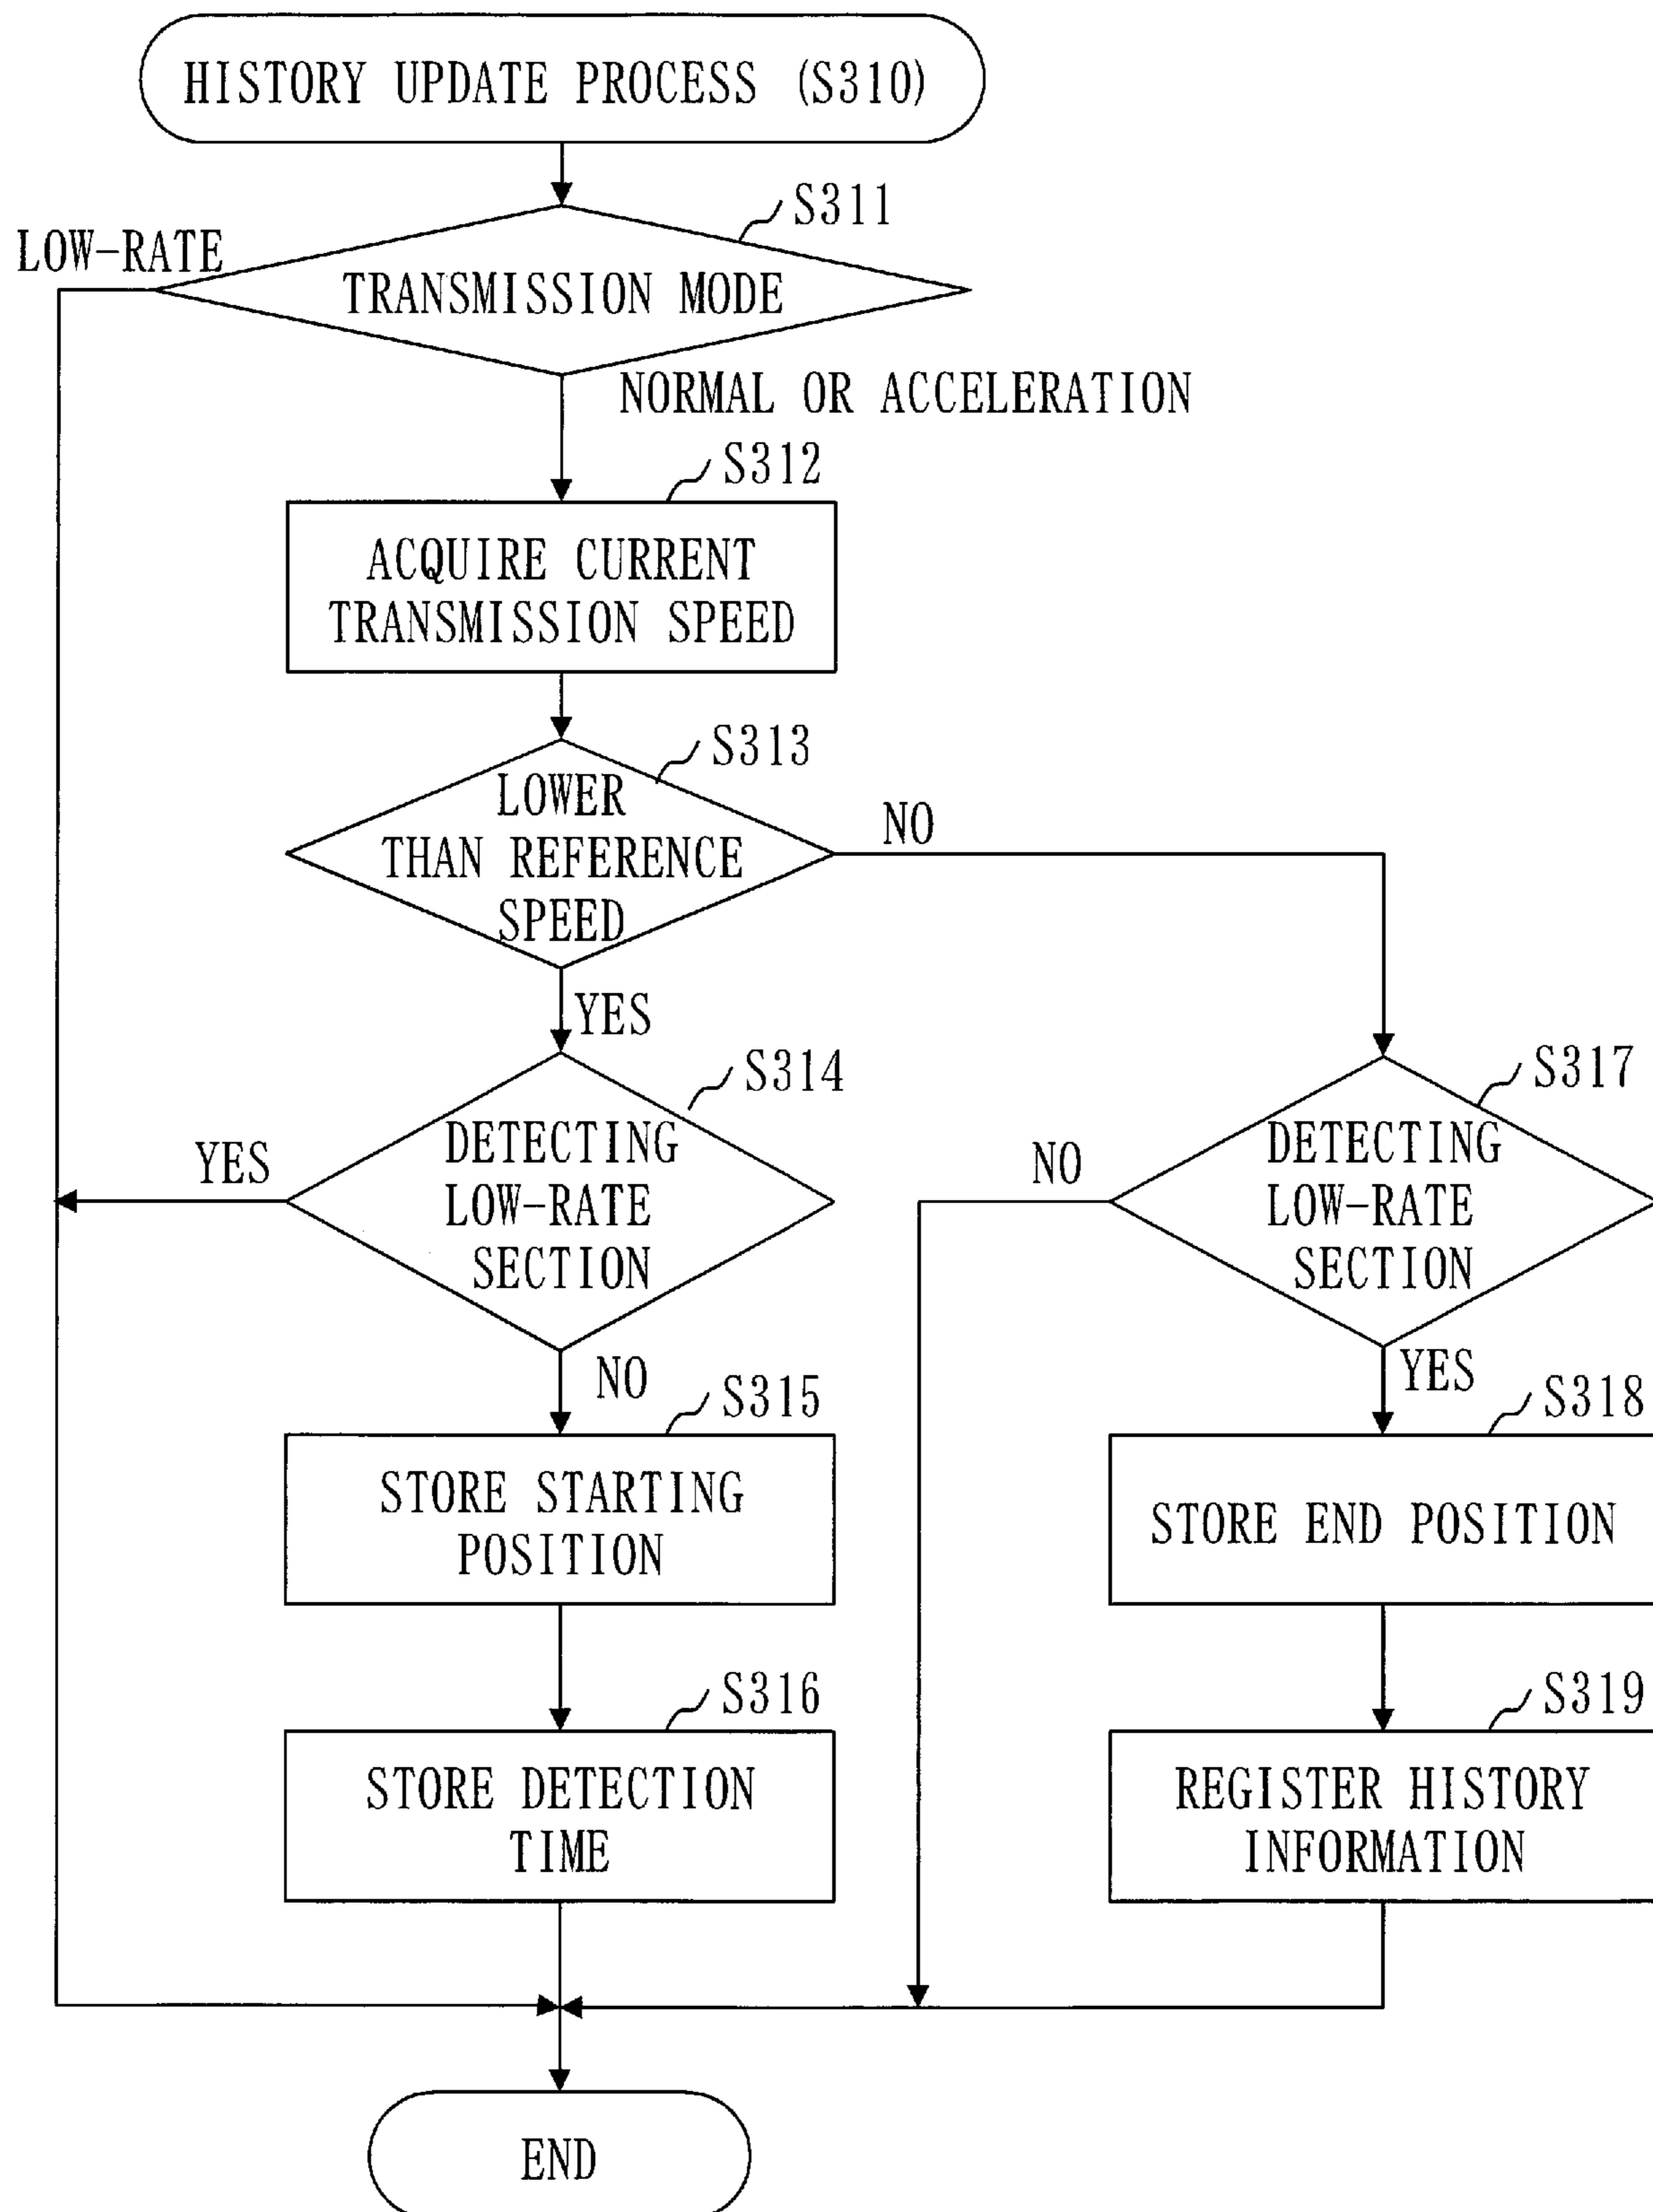 HISTORY UPDATE PROCESS (S310)
S311
LOW-RATE
TRANSMISSION MODE
NORMAL OR ACCELERATION
S312
ACQUIRE CURRENT
TRANSMISSION SPEED
S313
LOWER
THAN REFERENCE
SPEED
NO
YES
S314
DETECTING
LOW-RATE
SECTION
YES
NO
S317
DETECTING
LOW-RATE
SECTION
NO
YES
S315
STORE STARTING
POSITION
S318
STORE END POSITION
S316
STORE DETECTION
TIME
S319
REGISTER HISTORY
INFORMATION
END